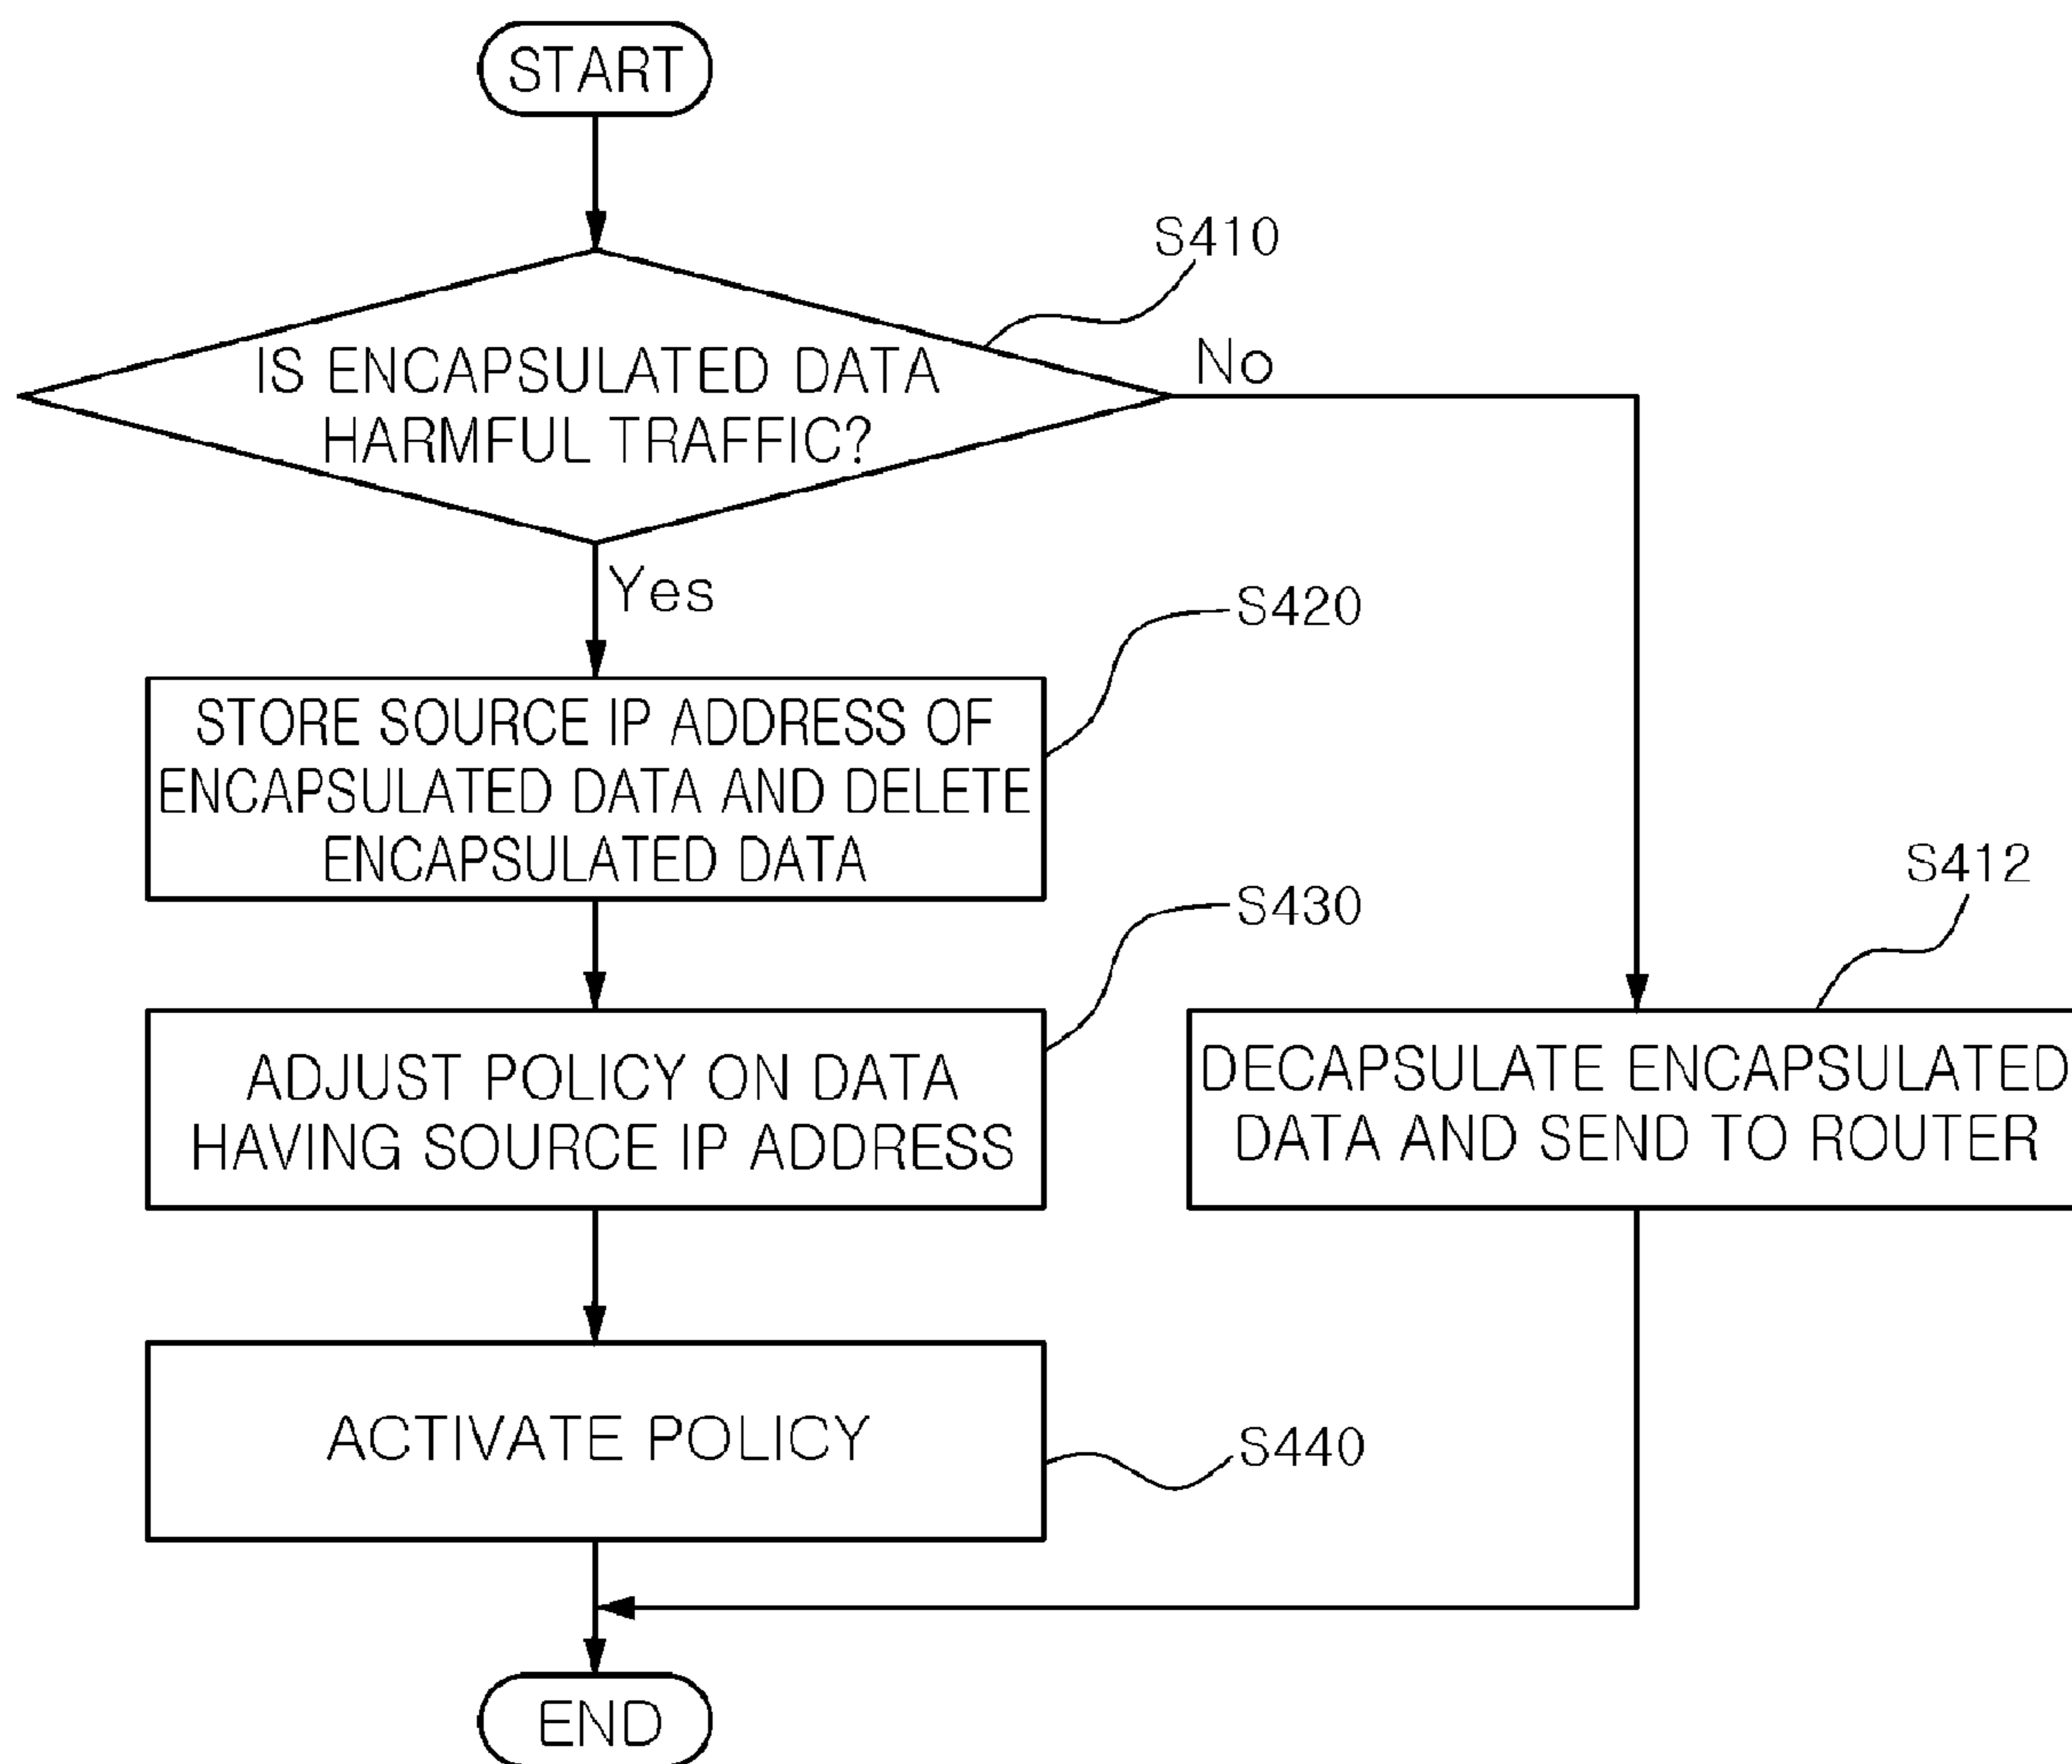 START
S410
IS ENCAPSULATED DATA
HARMFUL TRAFFIC?
No
Yes
S420
STORE SOURCE IP ADDRESS OF
ENCAPSULATED DATA AND DELETE
ENCAPSULATED DATA
S430
S412
ADJUST POLICY ON DATA
HAVING SOURCE IP ADDRESS
DECAPSULATE ENCAPSULATED
DATA AND SEND TO ROUTER
ACTIVATE POLICY
S440
END